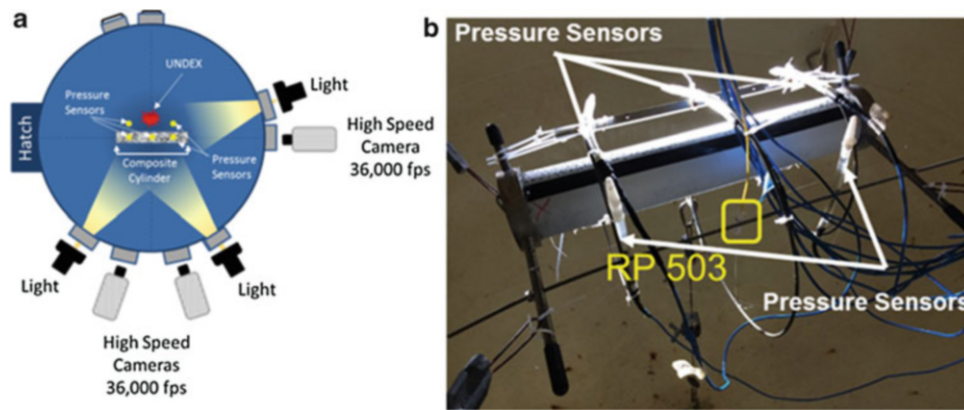 a
UNDEX
Pressure
Sensors
Hatch
Composite
Cylinder
Pressure
Sensors
Light
High Speed
Camera
36,000 fps
Light
Light
High Speed
Cameras
36,000 fps
b
Pressure Sensors
RP 503
Pressure Sensors